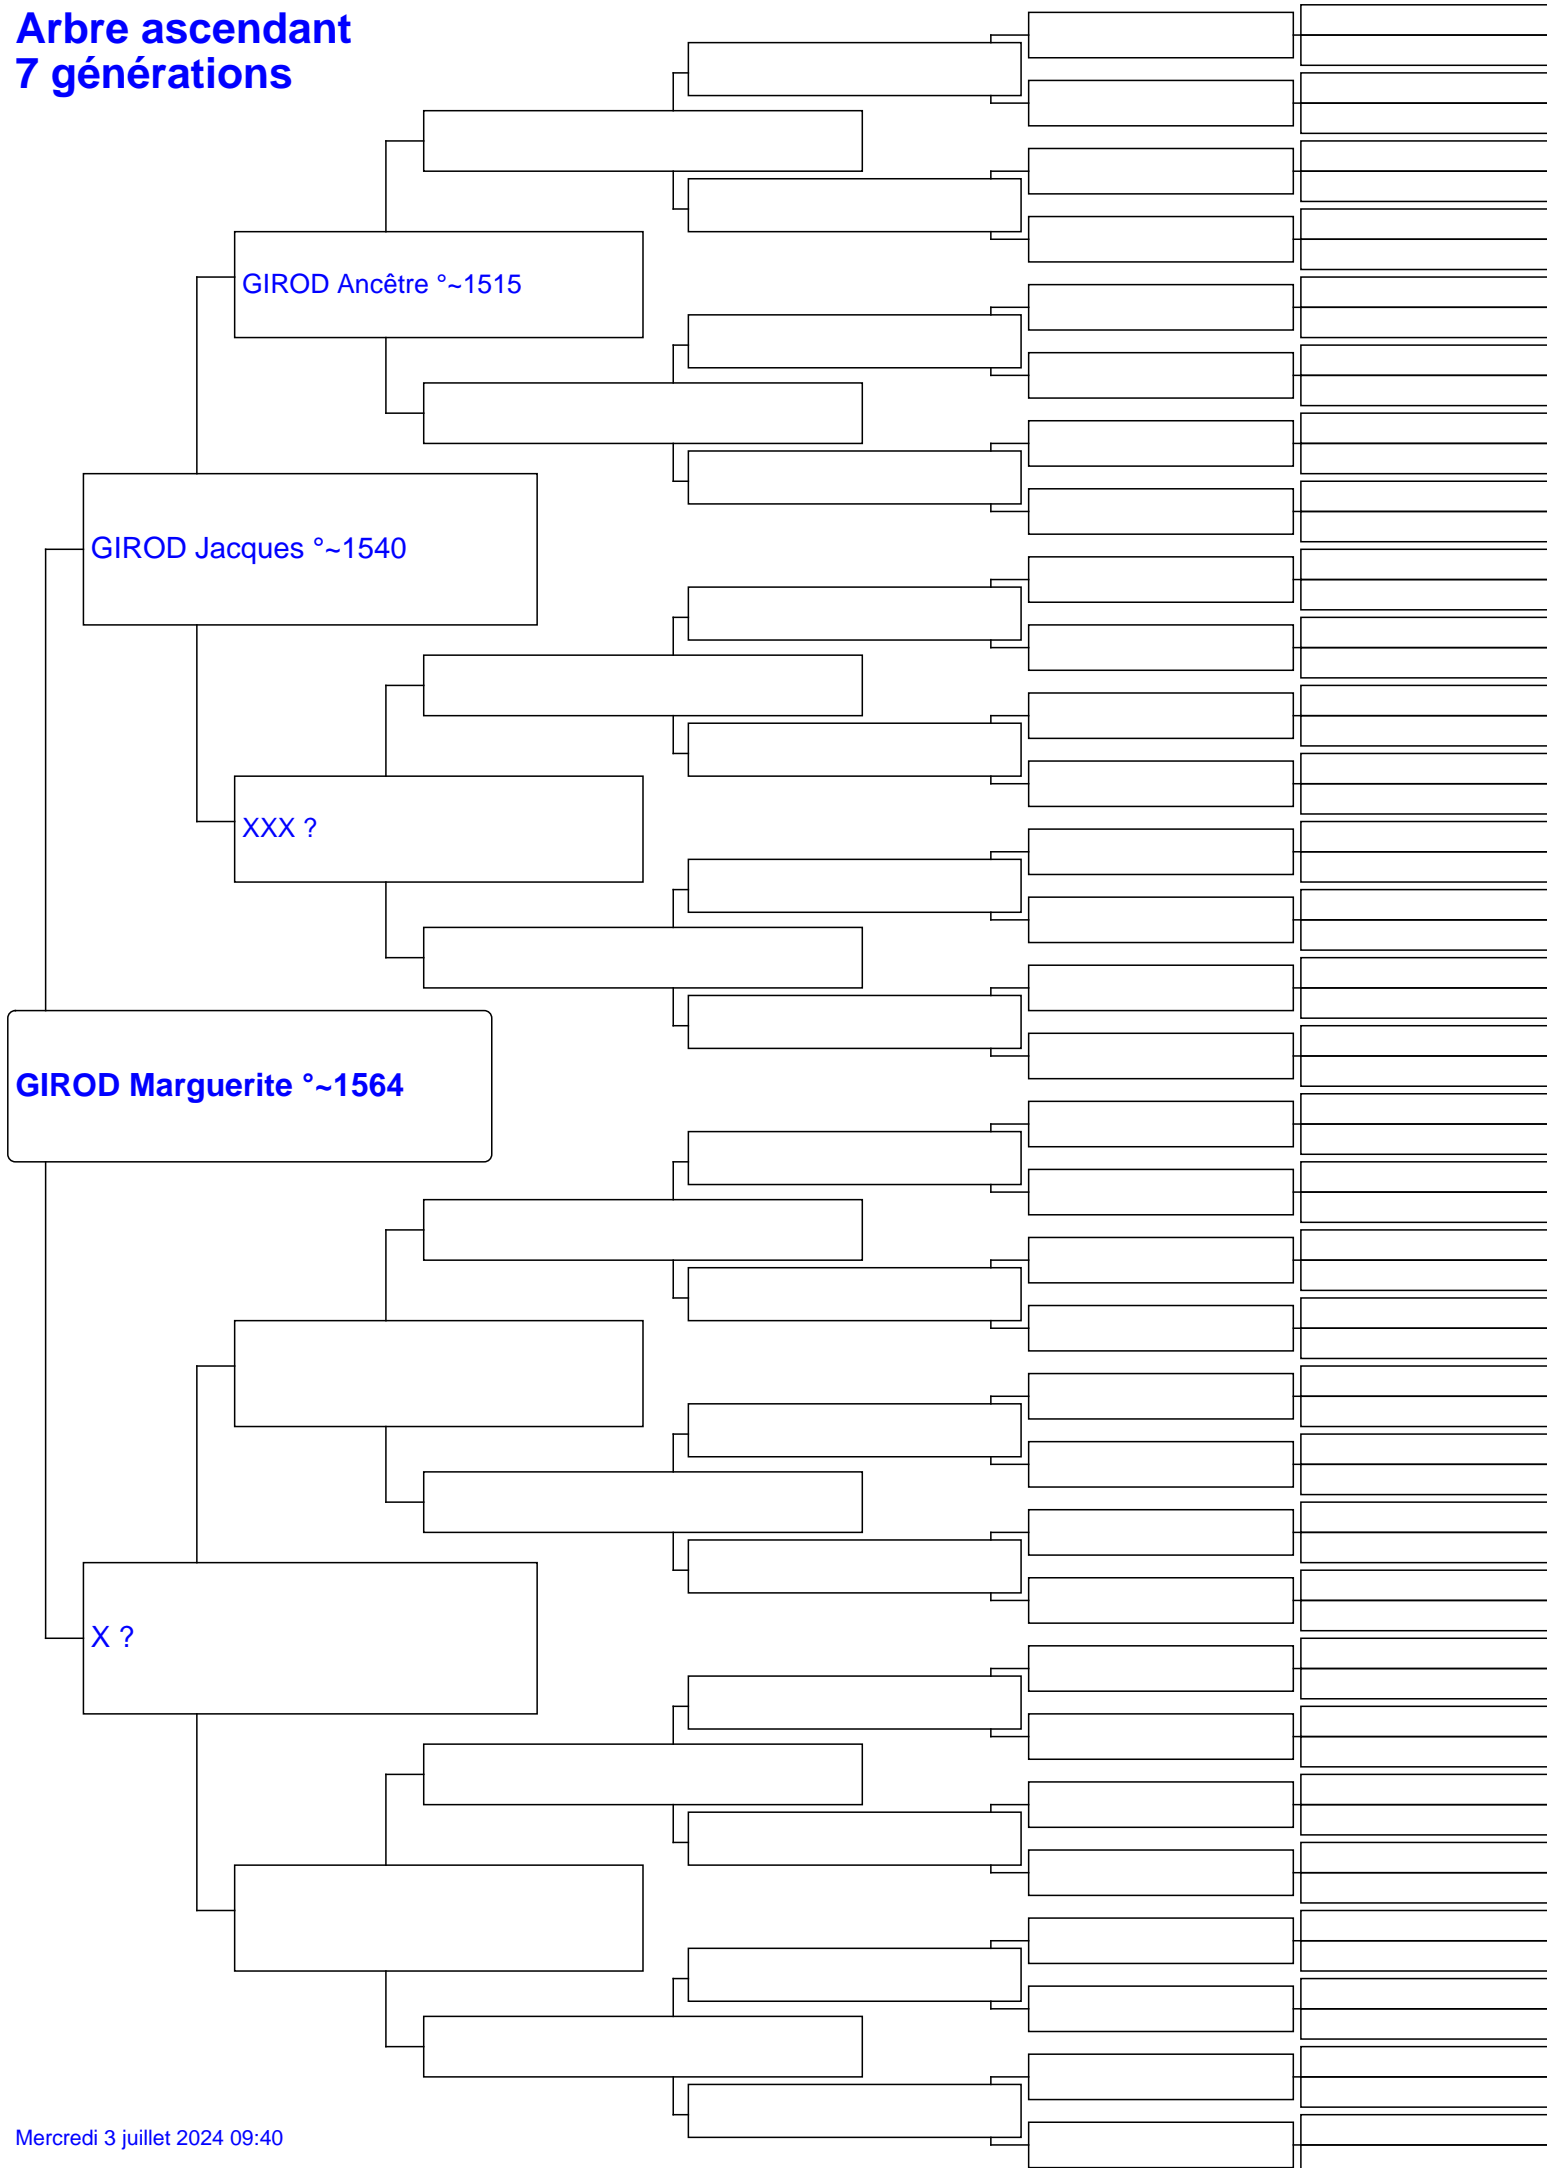 Arbre ascendant
7 générations
GIROD Ancêtre °~1515
GIROD Jacques °~1540
XXX ?
GIROD Marguerite °~1564
X ?
Mercredi 3 juillet 2024 09:40